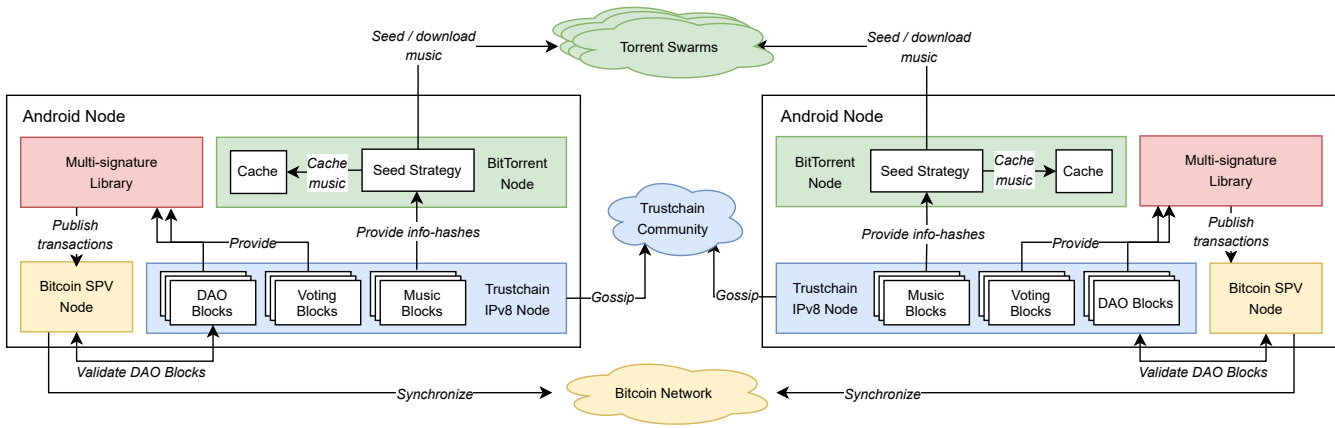 Seed / download
music
Torrent Swarms
Seed / download
music
Android Node
Multi-signature
Library
Cache
Cache
music
Seed Strategy
BitTorrent
Node
Publish
transactions
Provide
Provide info-hashes
Bitcoin SPV
Node
DAO
Blocks
Voting
Blocks
Music
Blocks
Trustchain
IPv8 Node
Validate DAO Blocks
Gossip
Trustchain
Community
Gossip
Android Node
BitTorrent
Node
Seed Strategy
Cache
music
Cache
Multi-signature
Library
Provide info-hashes
Provide
Publish
transactions
Trustchain
IPv8 Node
Music
Blocks
Voting
Blocks
DAO Blocks
Bitcoin SPV
Node
Validate DAO Blocks
Synchronize
Bitcoin Network
Synchronize